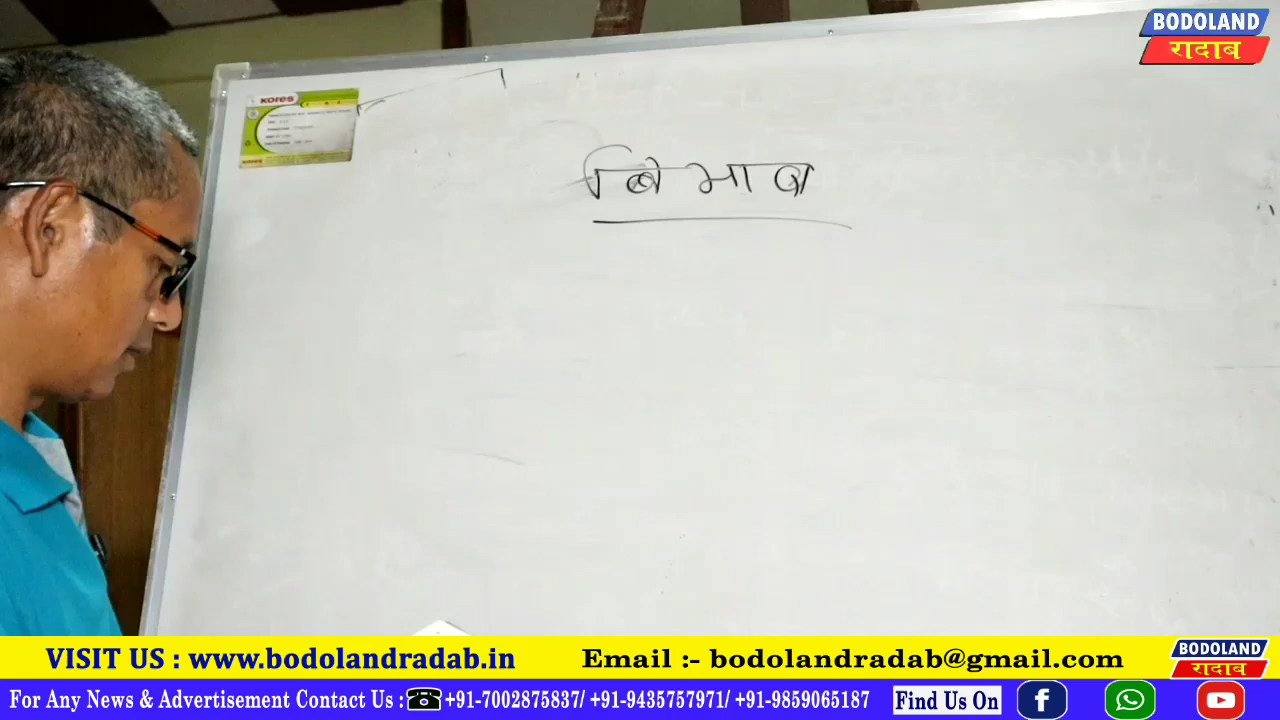 BODOLAND
रादाब
KORES
बिभाब
VISIT US : www.bodolandradab.in
Email :- bodolandradab@gmail.com
BODOLAND
रादाब
For Any News & Advertisement Contact Us : +91-7002875837/ +91-9435757971/ +91-9859065187
Find Us On